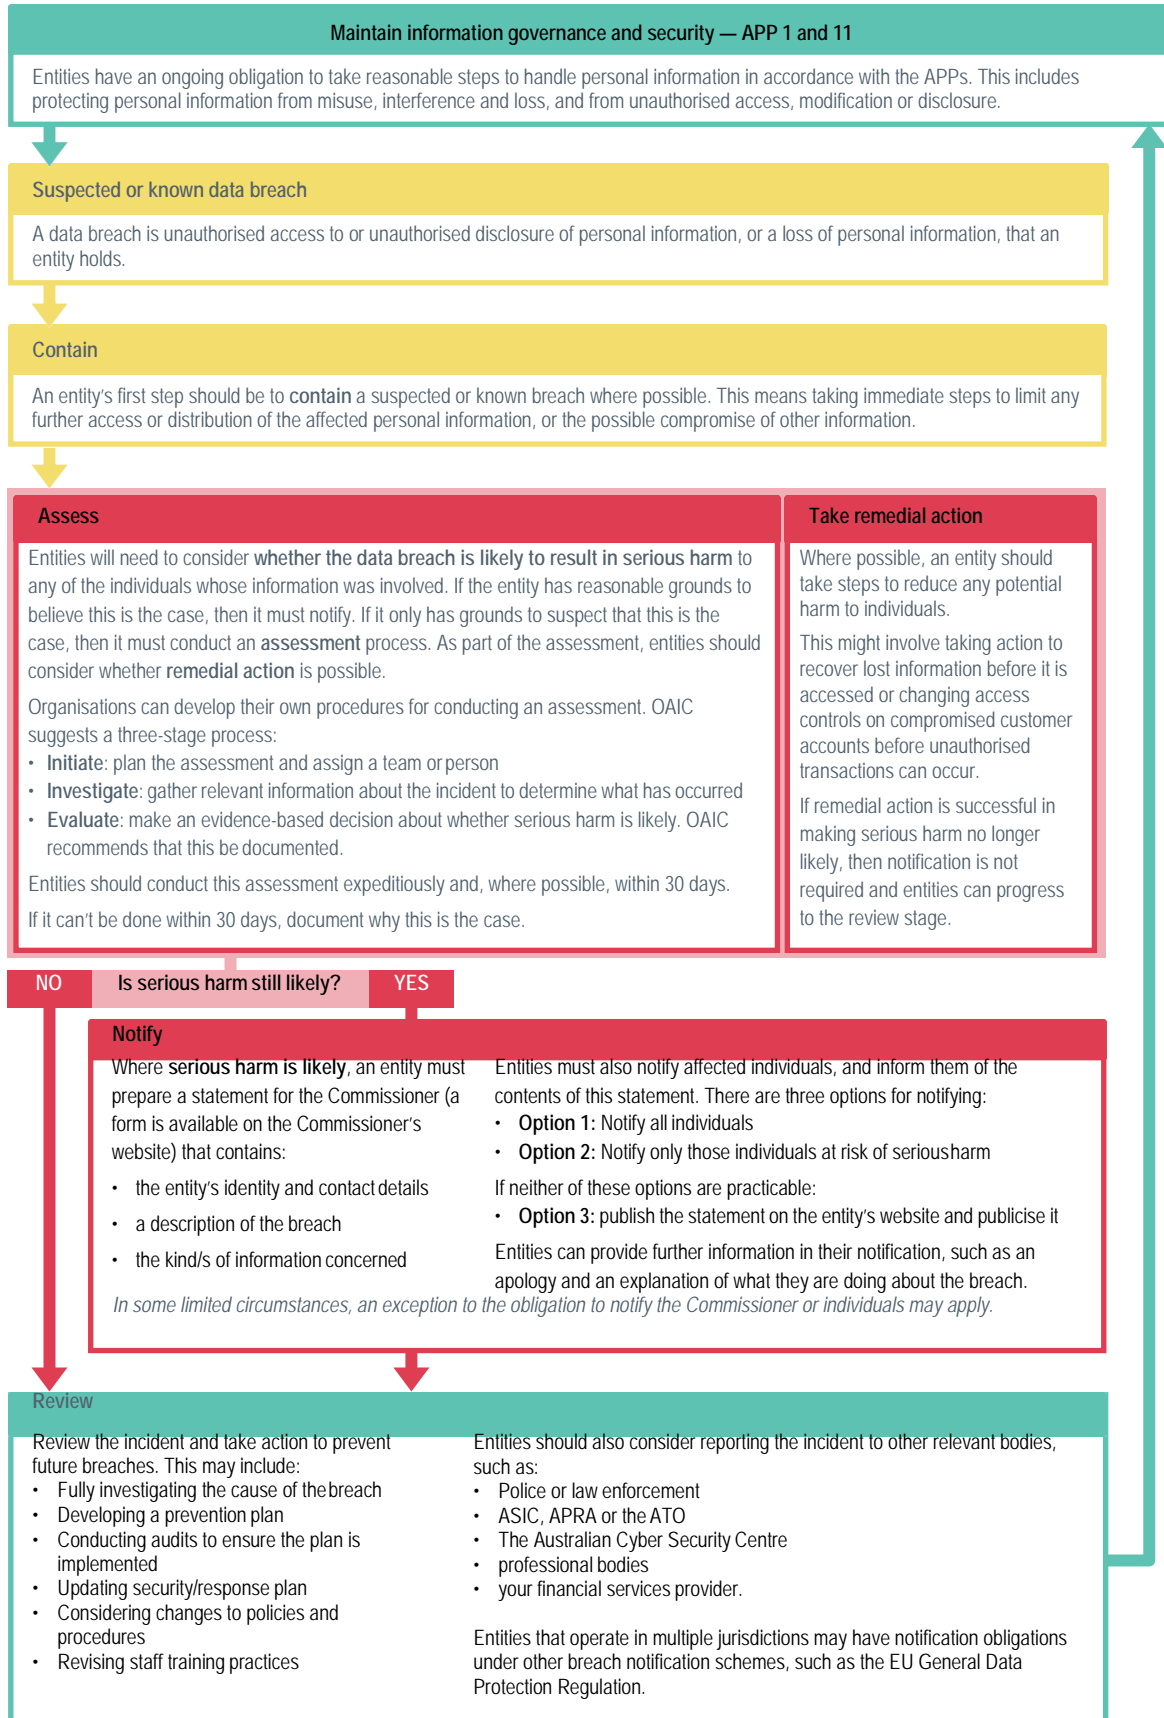 Maintain information governance and security — APP 1 and 11
Entities have an ongoing obligation to take reasonable steps to handle personal information in accordance with the APPs. This includes
protecting personal information from misuse, interference and loss, and from unauthorised access, modification or disclosure.
Suspected or known data breach
A data breach is unauthorised access to or unauthorised disclosure of personal information, or a loss of personal information, that an
entity holds.
Contain
An entity's first step should be to contain a suspected or known breach where possible. This means taking immediate steps to limit any
further access or distribution of the affected personal information, or the possible compromise of other information.
Assess
Entities will need to consider whether the data breach is likely to result in serious harm to
any of the individuals whose information was involved. If the entity has reasonable grounds to
believe this is the case, then it must notify. If it only has grounds to suspect that this is the
case, then it must conduct an assessment process. As part of the assessment, entities should
consider whether remedial action is possible.
Organisations can develop their own procedures for conducting an assessment. OAIC
suggests a three-stage process:
• Initiate: plan the assessment and assign a team or person
• Investigate: gather relevant information about the incident to determine what has occurred
• Evaluate: make an evidence-based decision about whether serious harm is likely. OAIC
recommends that this be documented.
Entities should conduct this assessment expeditiously and, where possible, within 30 days.
If it can't be done within 30 days, document why this is the case.
Take remedial action
Where possible, an entity should
take steps to reduce any potential
harm to individuals.
This might involve taking action to
recover lost information before it is
accessed or changing access
controls on compromised customer
accounts before unauthorised
transactions can occur.
If remedial action is successful in
making serious harm no longer
likely, then notification is not
required and entities can progress
to the review stage.
NO Is serious harm still likely? YES
Notify
Where serious harm is likely, an entity must
prepare a statement for the Commissioner (a
form is available on the Commissioner's
website) that contains:
• the entity's identity and contact details
• a description of the breach
• the kind/s of information concerned
Entities must also notify affected individuals, and inform them of the
contents of this statement. There are three options for notifying:
• Option 1: Notify all individuals
• Option 2: Notify only those individuals at risk of seriousharm
If neither of these options are practicable:
• Option 3: publish the statement on the entity's website and publicise it
Entities can provide further information in their notification, such as an
apology and an explanation of what they are doing about the breach.
In some limited circumstances, an exception to the obligation to notify the Commissioner or individuals may apply.
Review
Review the incident and take action to prevent
future breaches. This may include:
• Fully investigating the cause of thebreach
• Developing a prevention plan
• Conducting audits to ensure the plan is
implemented
• Updating security/response plan
• Considering changes to policies and
procedures
• Revising staff training practices
Entities should also consider reporting the incident to other relevant bodies,
such as:
• Police or law enforcement
• ASIC, APRA or the ATO
• The Australian Cyber Security Centre
• professional bodies
• your financial services provider.
Entities that operate in multiple jurisdictions may have notification obligations
under other breach notification schemes, such as the EU General Data
Protection Regulation.